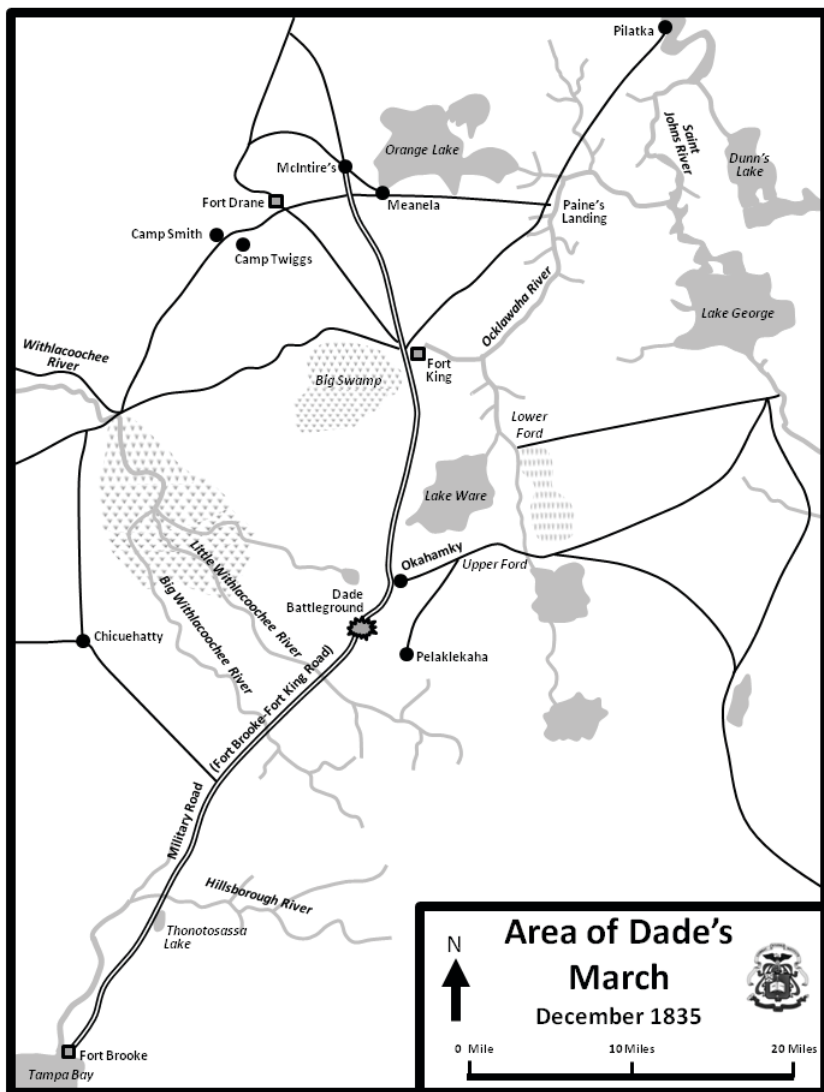 Pilatka
Saint
Johns River
Orange Lake
Dunn's
Lake
McIntire's
Fort Drane
Meanela
Paine's
Landing
Camp Smith
Camp Twiggs
Ocklawaha River
Lake George
Withlacoochee
River
Fort
King
Big Swamp
Lower
Ford
Lake Ware
Okahamky
Upper Ford
Little Withlacoochee River
Big Withlacoochee River
Dade
Battleground
Chicuehatty
Pelaklekaha
(Fort Brooke-Fort King Road)
Military Road
Hillsborough River
Thonotosassa
Lake
Fort Brooke
Tampa Bay
N
Area of Dade's
March
December 1835
0 Mile 10 Miles 20 Miles